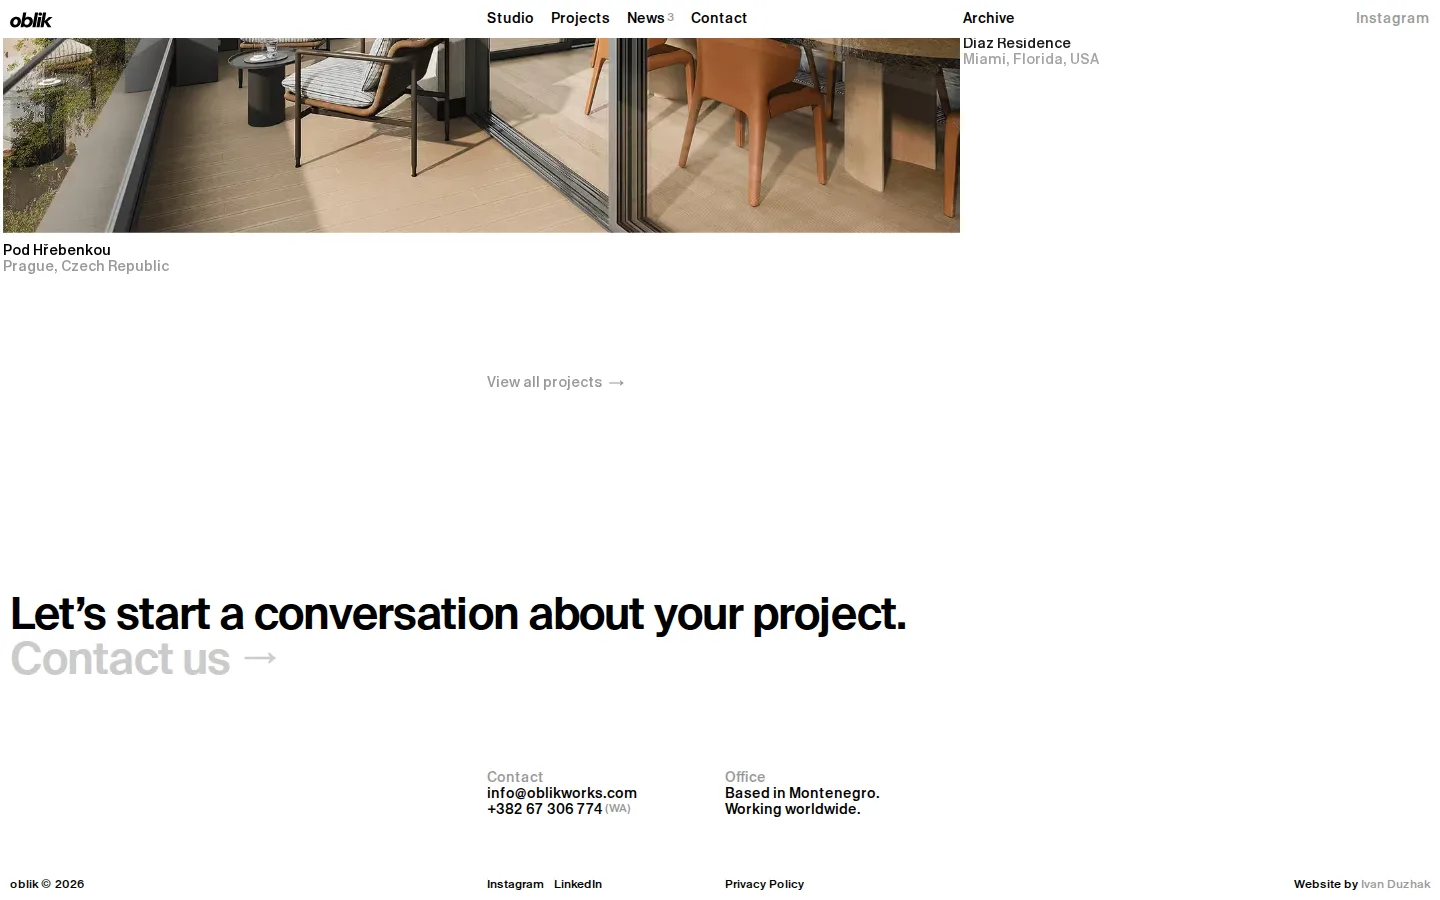 oblik
Studio Projects News 3 Contact
Archive
Instagram
Diaz Residence
Miami, Florida, USA
Pod Hřebenkou
Prague, Czech Republic
View all projects →
Let’s start a conversation about your project.
Contact us →
Contact
info@oblikworks.com
+382 67 306 774 (WA)
Office
Based in Montenegro.
Working worldwide.
oblik © 2026
Instagram LinkedIn
Privacy Policy
Website by Ivan Duzhak